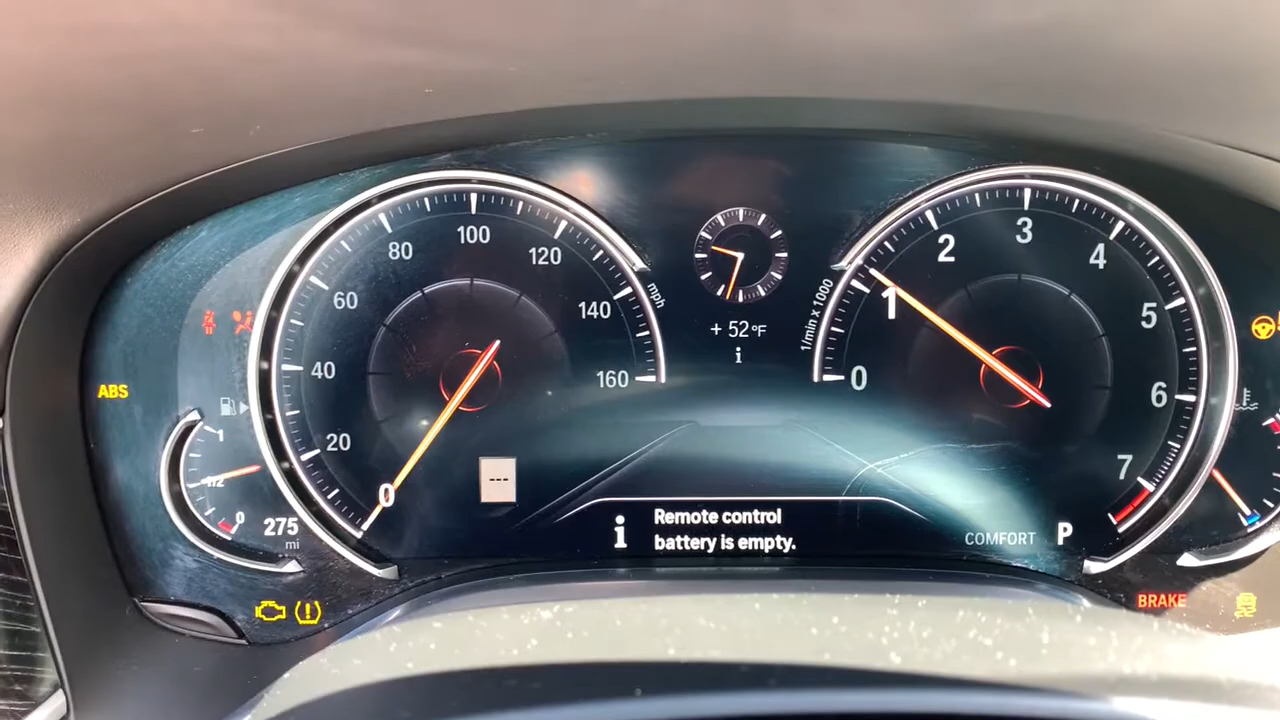 80
100
120
60
140
mph
40
160
20
0
ABS
1
1/2
0
275
mi
---
+ 52°F
i
i
Remote control
battery is empty.
1/min x 1000
0
1
2
3
4
5
6
7
COMFORT
P
BRAKE